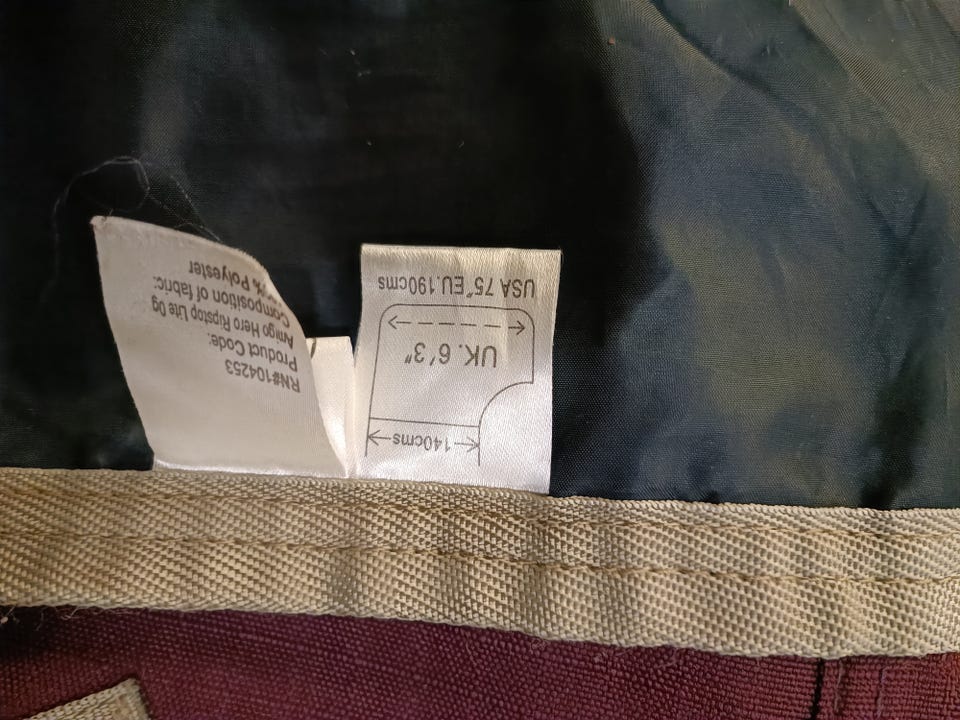 140cms
UK. 6'3"
USA 75" EU.190cms
RN#104253
Product Code:
Amigo Hero Ripstop Lite 0g
Composition of fabric:
% Polyester